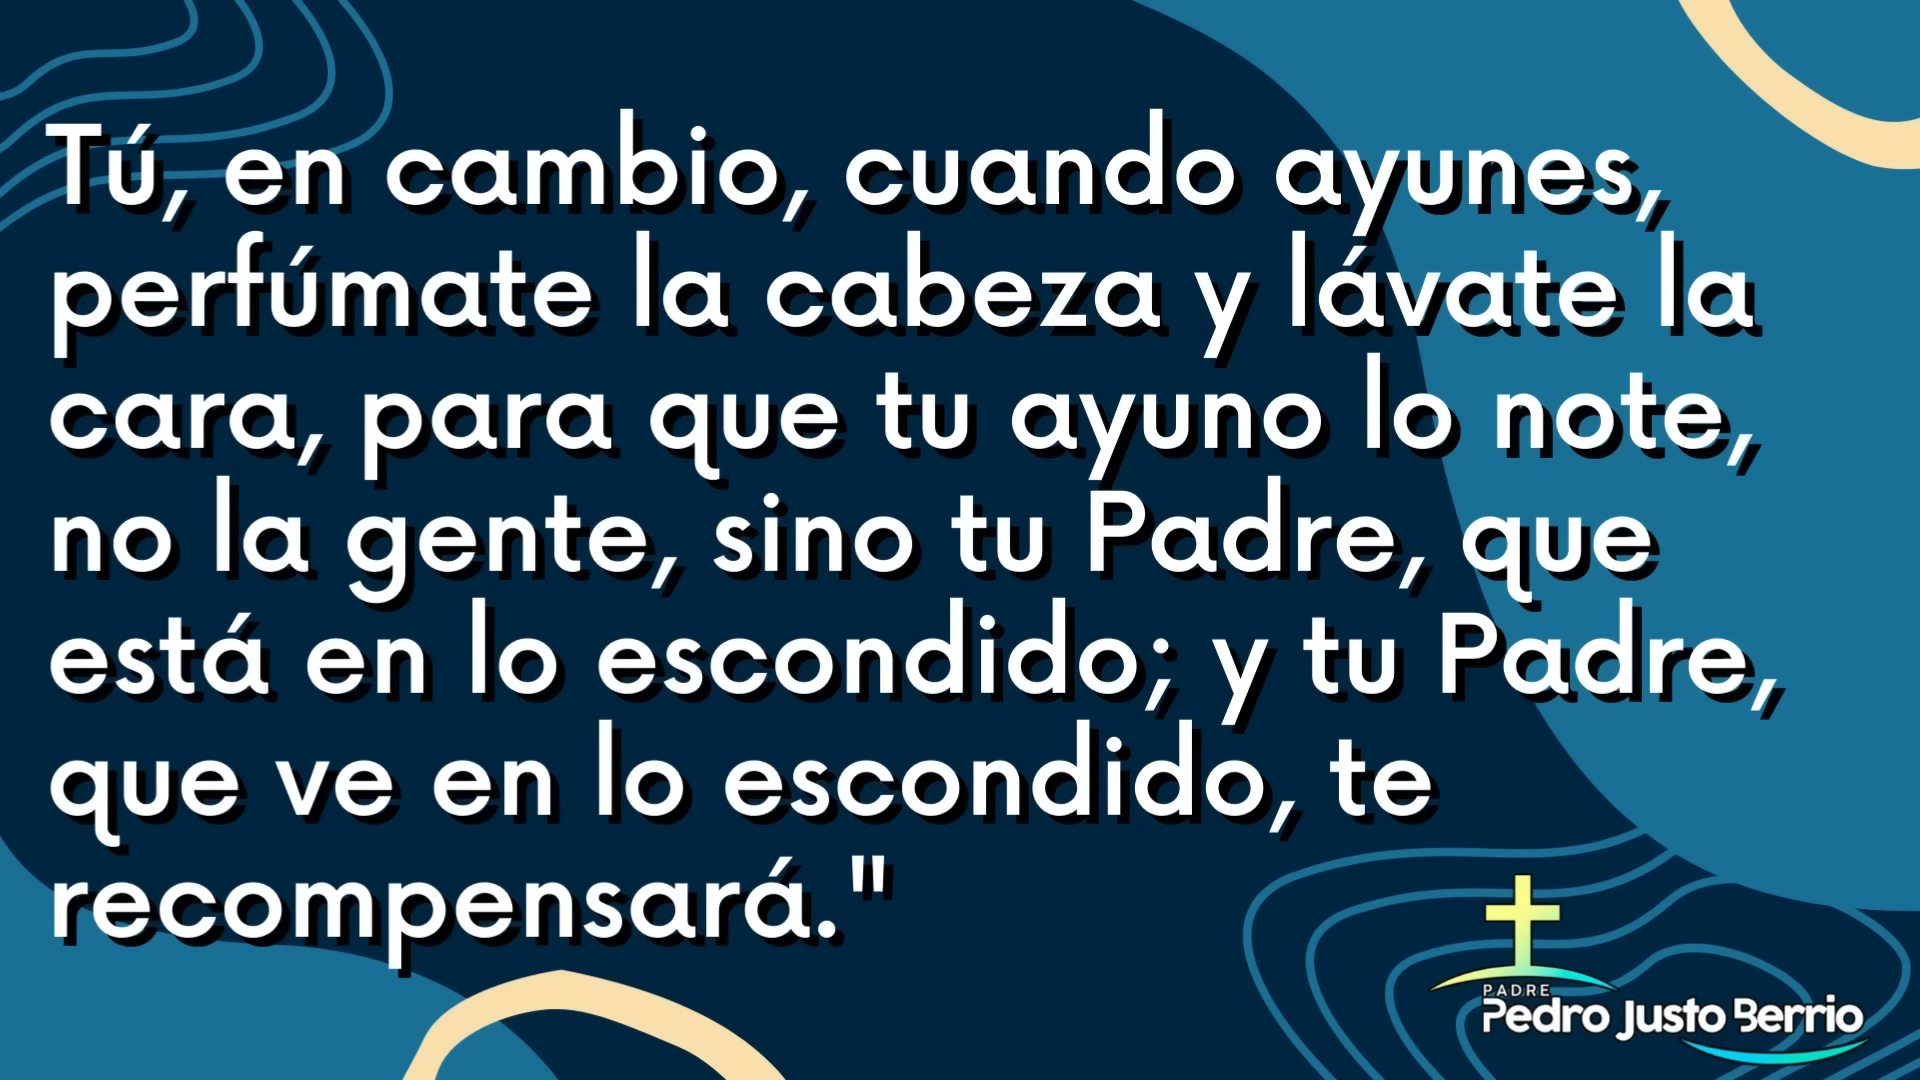 Tú, en cambio, cuando ayunes,
perfúmate la cabeza y lávate la
cara, para que tu ayuno lo note,
no la gente, sino tu Padre, que
está en lo escondido; y tu Padre,
que ve en lo escondido, te
recompensará."
PADRE
Pedro Justo Berrio